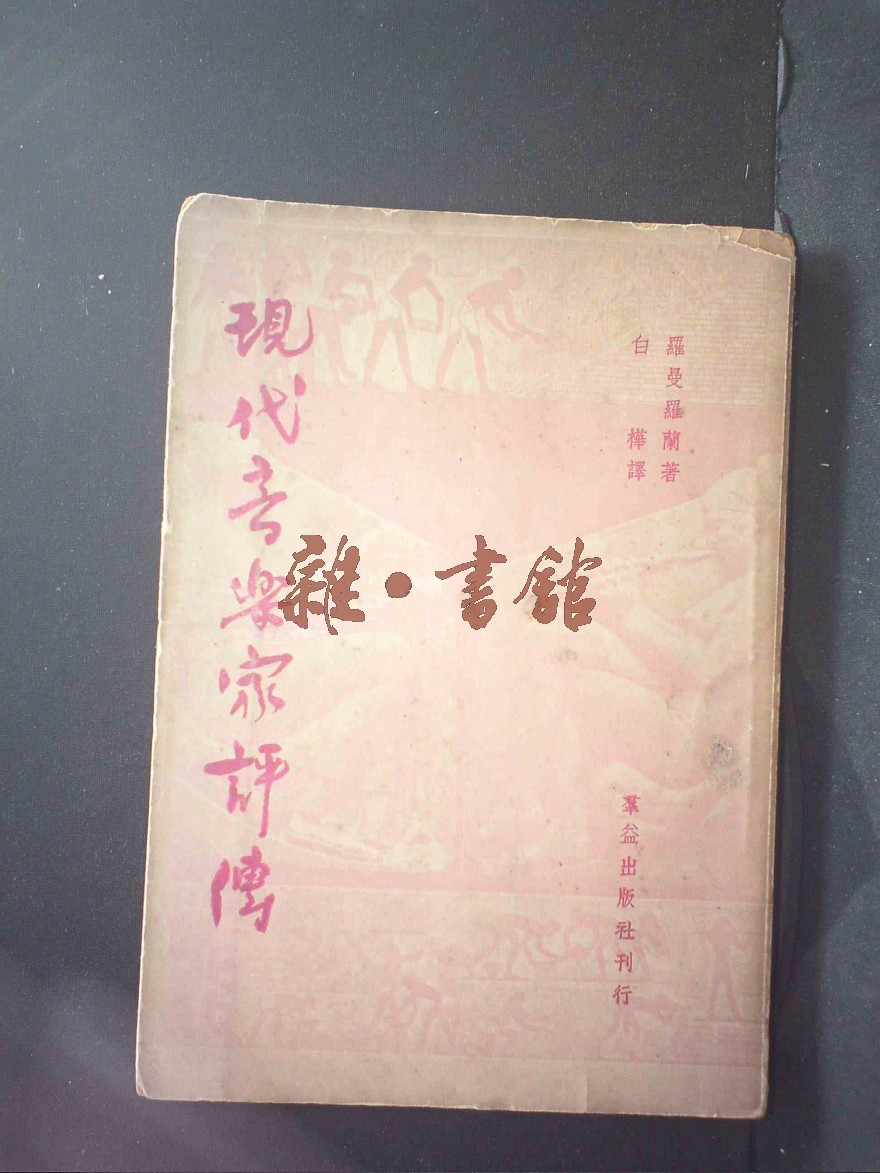 羅曼羅蘭著
白樺譯
現代音樂家評傳
羣益出版社刊行
雜·書館